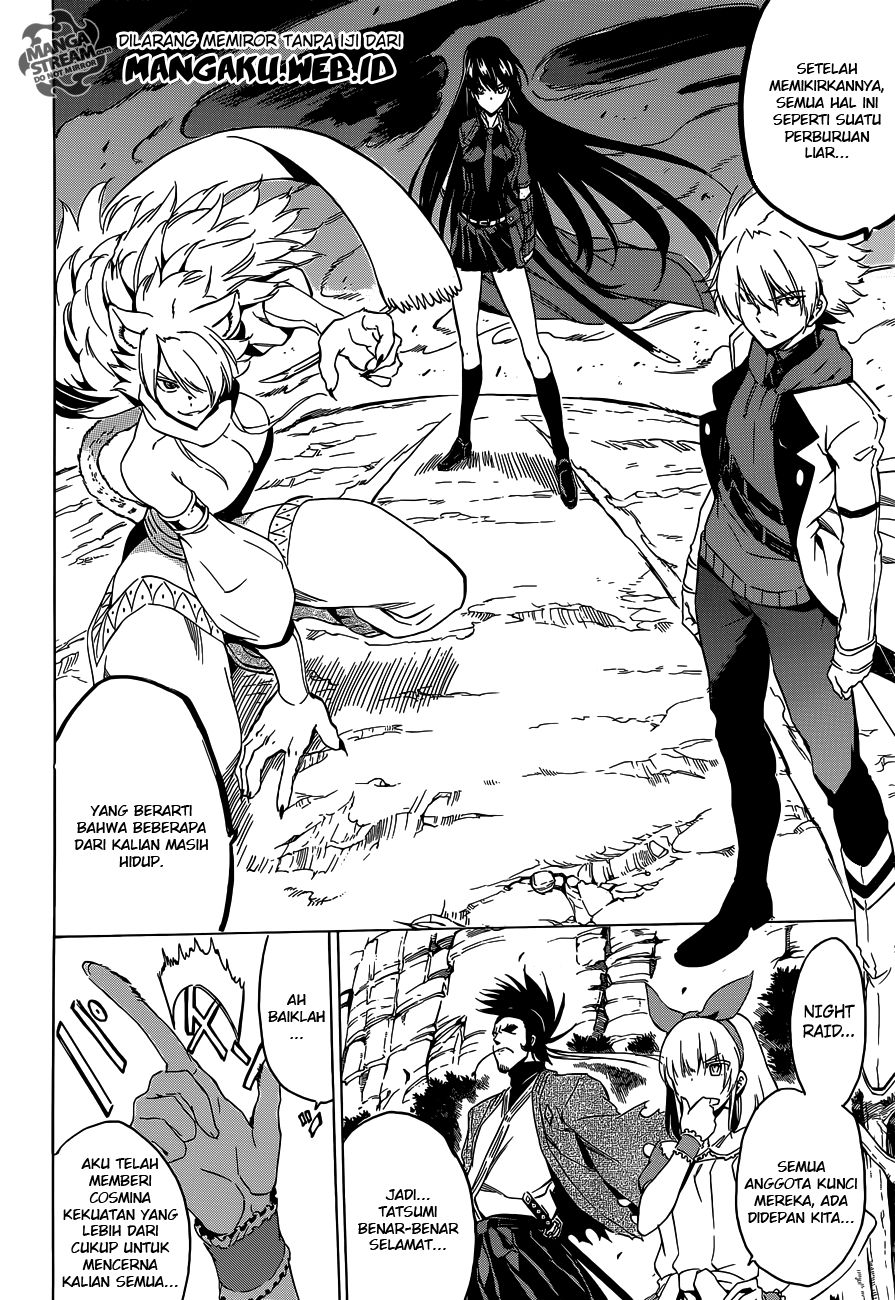 MANGA
STREAM.com
DO NOT MIRROR!
DILARANG MEMIROR TANPA IJI DARI
MANGAKU.WEB.ID
SETELAH
MEMIKIRKANNYA,
SEMUA HAL INI
SEPERTI SUATU
PERBURUAN
LIAR...
YANG BERARTI
BAHWA BEBERAPA
DARI KALIAN MASIH
HIDUP.
NIGHT
RAID...
SEMUA
ANGGOTA KUNCI
MEREKA, ADA
DIDEPAN KITA...
JADI...
TATSUMI
BENAR-BENAR
SELAMAT...
AH
BAIKLAH
...
AKU TELAH
MEMBERI
COSMINA
KEKUATAN YANG
LEBIH DARI
CUKUP UNTUK
MENCERNA
KALIAN SEMUA...